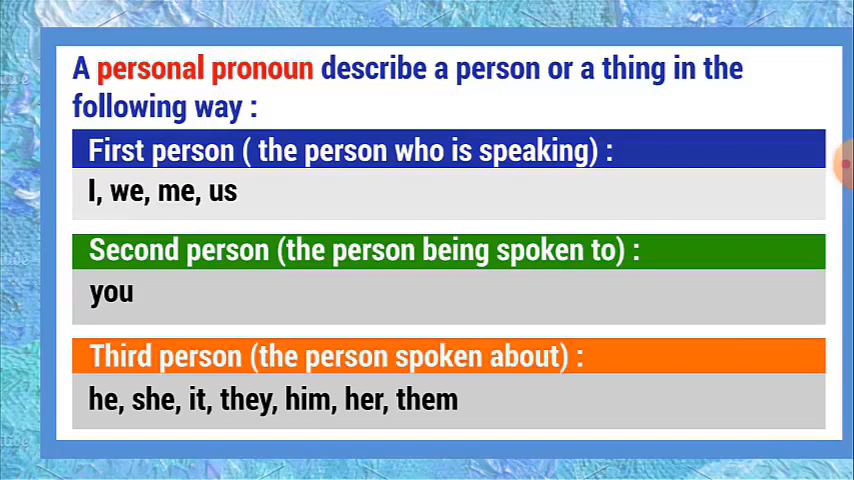 A personal pronoun describe a person or a thing in the
following way :
First person ( the person who is speaking) :
I, we, me, us
Second person (the person being spoken to) :
you
Third person (the person spoken about) :
he, she, it, they, him, her, them